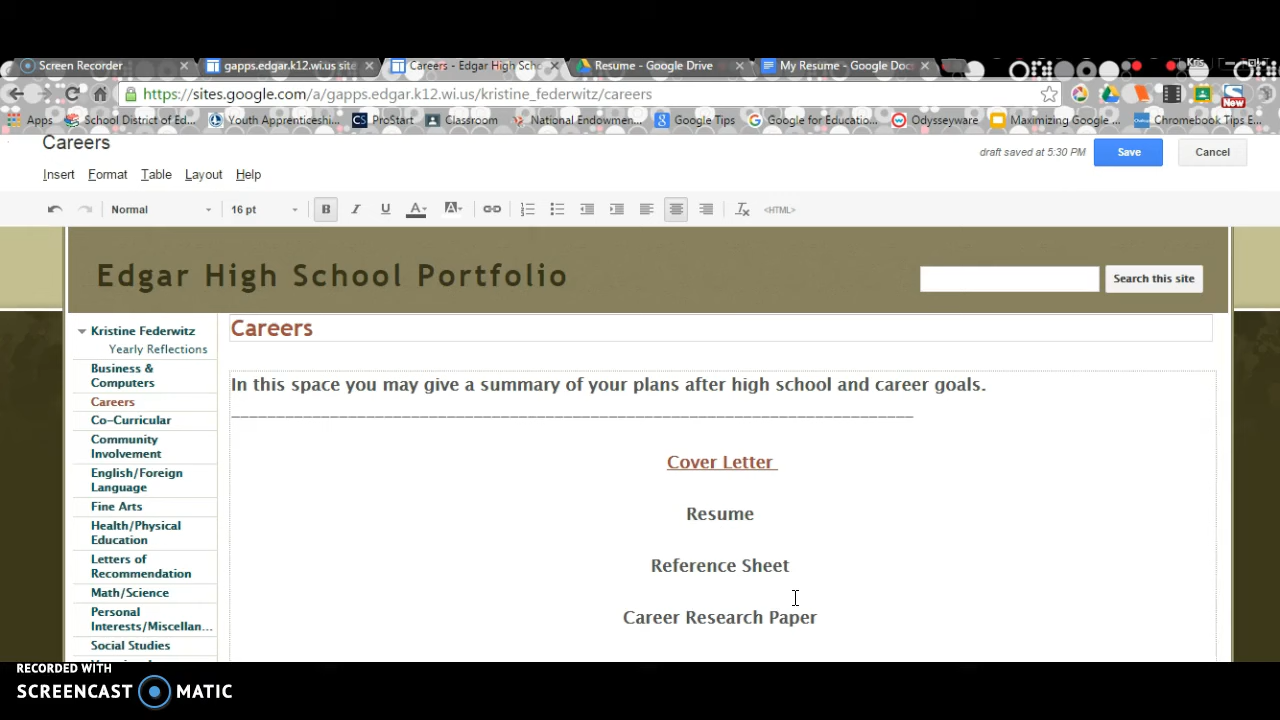 Screen Recorder
gapps.edgar.k12.wi.us site
Careers - Edgar High Sch
Resume - Google Drive
My Resume - Google Doc
Kris
https://sites.google.com/a/gapps.edgar.k12.wi.us/kristine_federwitz/careers
Apps School District of Ed... Youth Apprenticeshi... ProStart Classroom National Endowmen... Google Tips Google for Educatio... Odysseyware Maximizing Google ... Chromebook Tips E...
New
Careers
draft saved at 5:30 PM Save Cancel
Insert Format Table Layout Help
Normal 16 pt B I U A A <HTML>
Edgar High School Portfolio
Search this site
Kristine Federwitz
Yearly Reflections
Business &
Computers
Careers
Co-Curricular
Community
Involvement
English/Foreign
Language
Fine Arts
Health/Physical
Education
Letters of
Recommendation
Math/Science
Personal
Interests/Miscellan...
Social Studies
Careers
In this space you may give a summary of your plans after high school and career goals.
Cover Letter
Resume
Reference Sheet
Career Research Paper
RECORDED WITH
SCREENCAST MATIC